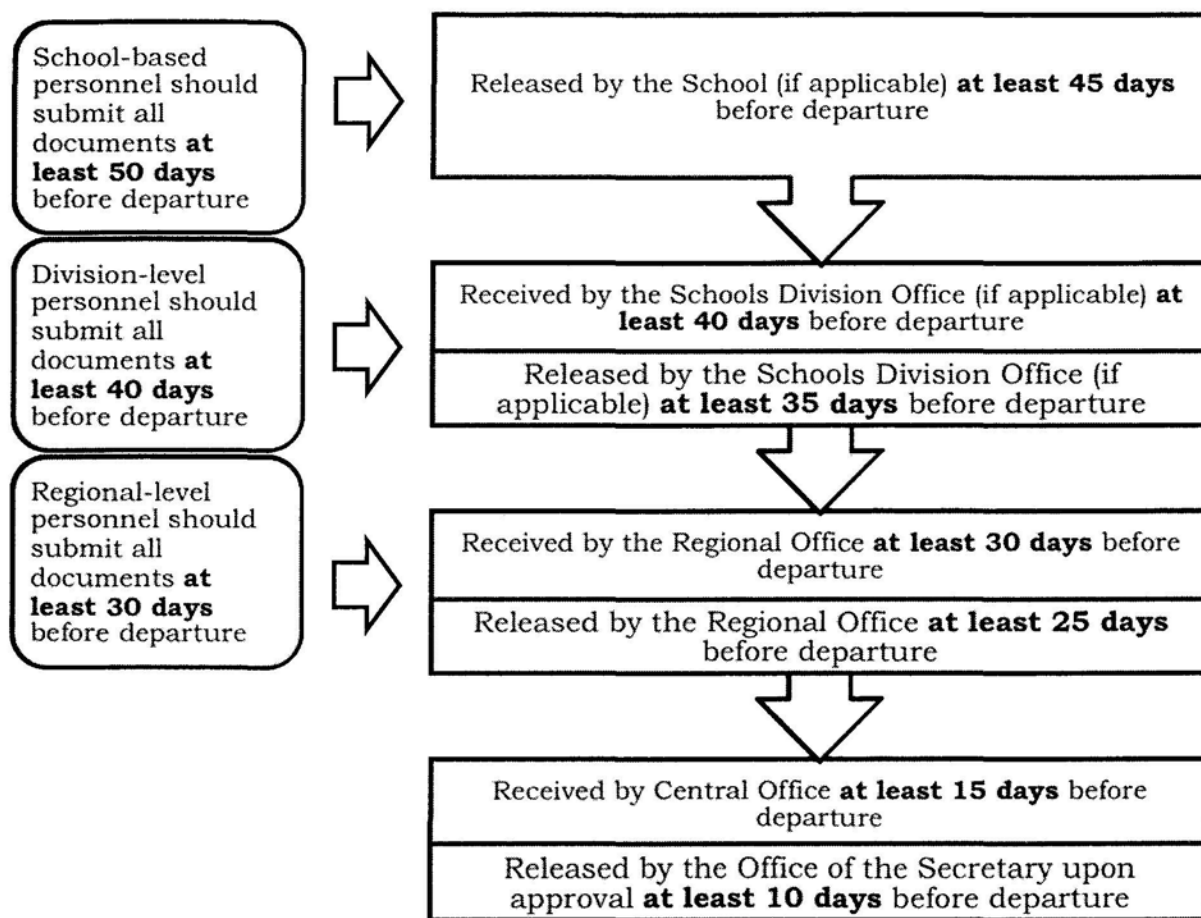 School-based
personnel should
submit all
documents at
least 50 days
before departure
Released by the School (if applicable) at least 45 days
before departure
Division-level
personnel should
submit all
documents at
least 40 days
before departure
Received by the Schools Division Office (if applicable) at
least 40 days before departure
Released by the Schools Division Office (if
applicable) at least 35 days before departure
Regional-level
personnel should
submit all
documents at
least 30 days
before departure
Received by the Regional Office at least 30 days before
departure
Released by the Regional Office at least 25 days
before departure
Received by Central Office at least 15 days before
departure
Released by the Office of the Secretary upon
approval at least 10 days before departure